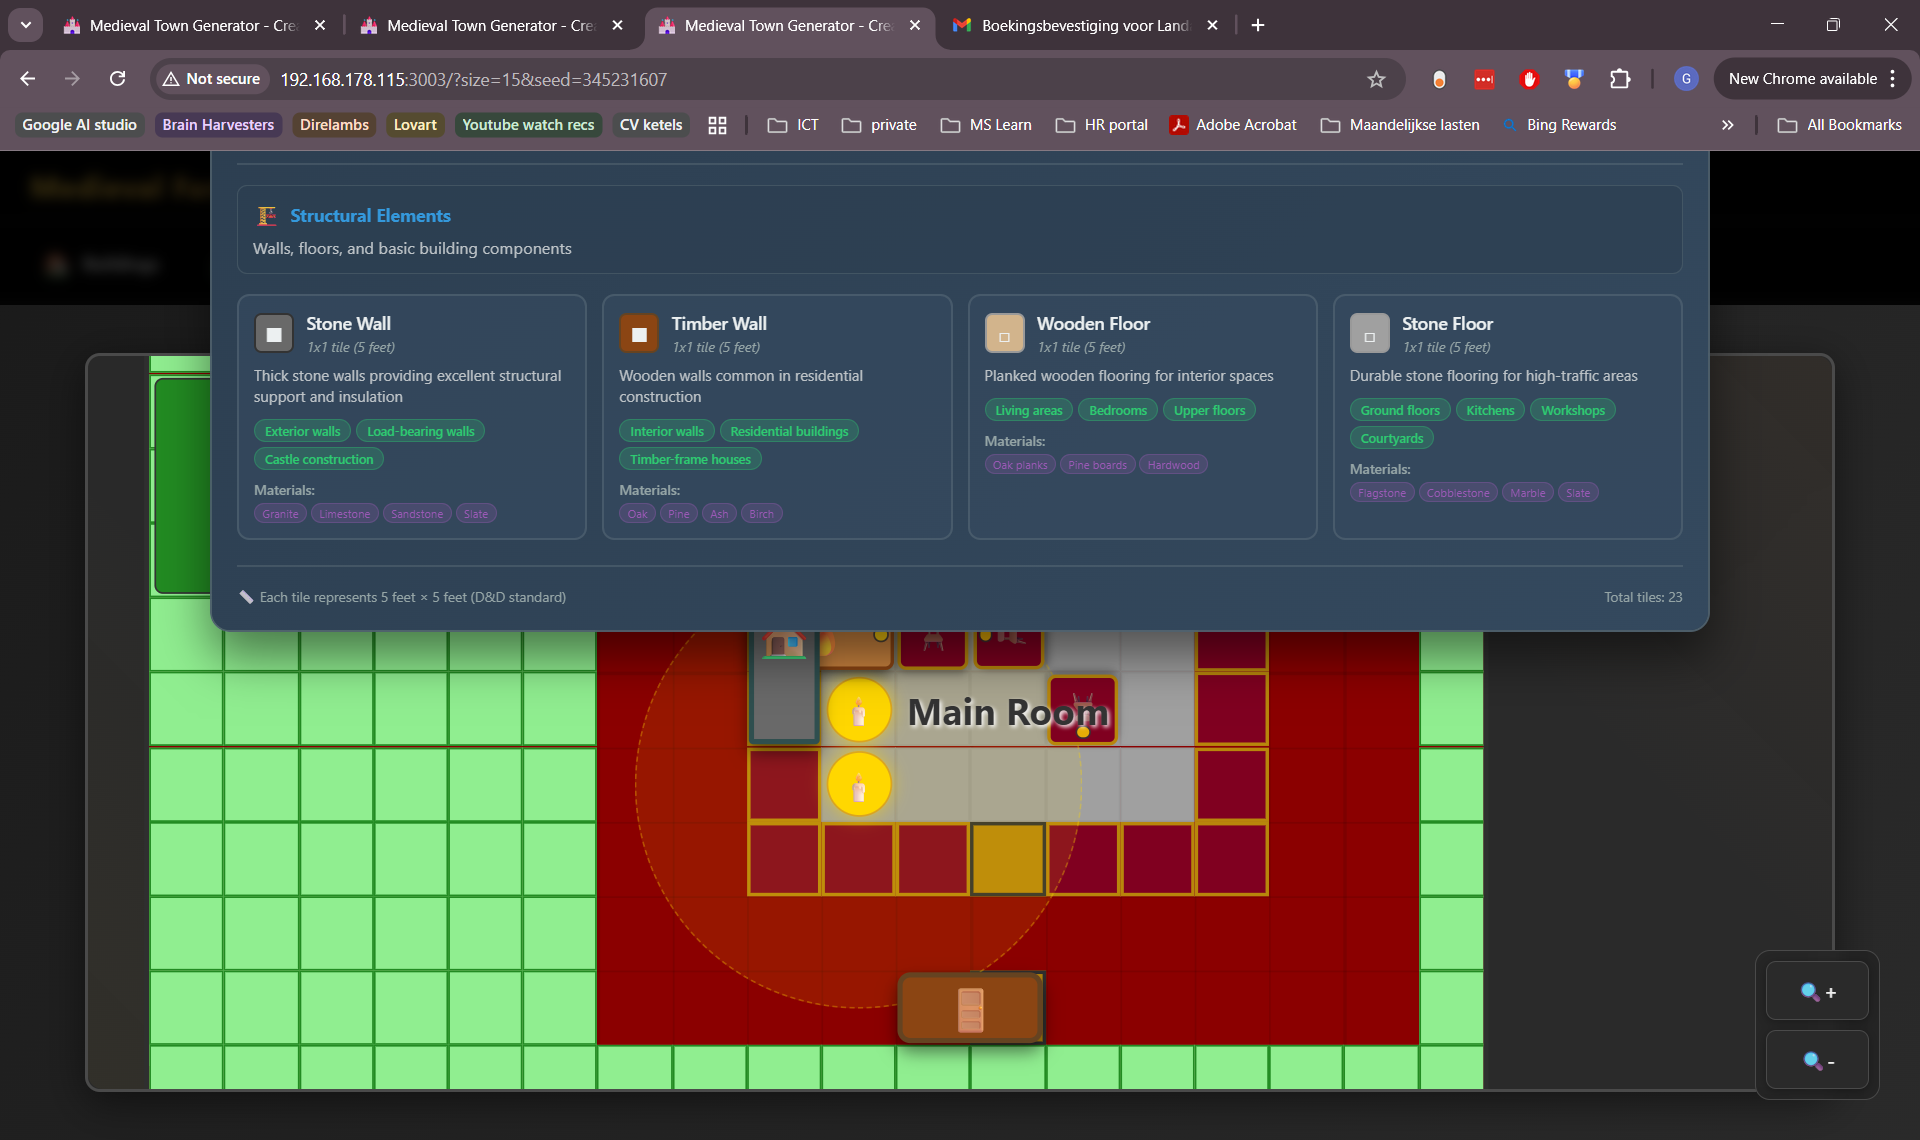 Medieval Town Generator - Cre
Medieval Town Generator - Cre
Medieval Town Generator - Cre
Boekingsbevestiging voor Land
Not secure
192.168.178.115:3003/?size=15&seed=345231607
G
New Chrome available
Google AI studio
Brain Harvesters
Direlambs
Lovart
Youtube watch recs
CV ketels
ICT
private
MS Learn
HR portal
Adobe Acrobat
Maandelijkse lasten
Bing Rewards
All Bookmarks
Structural Elements
Walls, floors, and basic building components
Stone Wall
1x1 tile (5 feet)
Thick stone walls providing excellent structural
support and insulation
Exterior walls
Load-bearing walls
Castle construction
Materials:
Granite
Limestone
Sandstone
Slate
Timber Wall
1x1 tile (5 feet)
Wooden walls common in residential
construction
Interior walls
Residential buildings
Timber-frame houses
Materials:
Oak
Pine
Ash
Birch
Wooden Floor
1x1 tile (5 feet)
Planked wooden flooring for interior spaces
Living areas
Bedrooms
Upper floors
Materials:
Oak planks
Pine boards
Hardwood
Stone Floor
1x1 tile (5 feet)
Durable stone flooring for high-traffic areas
Ground floors
Kitchens
Workshops
Courtyards
Materials:
Flagstone
Cobblestone
Marble
Slate
Each tile represents 5 feet × 5 feet (D&D standard)
Total tiles: 23
Main Room
+
-